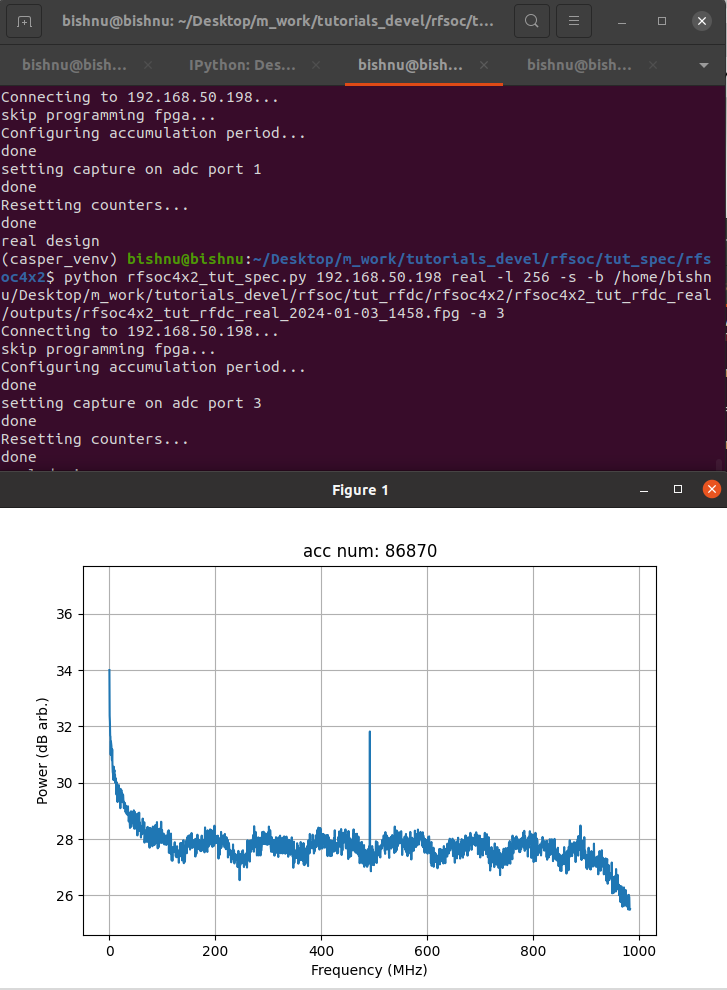 bishnu@bishnu: ~/Desktop/m_work/tutorials_devel/rfsoc/t...
bishnu@bish... × IPython: Des... × bishnu@bish... × bishnu@bish... ×
Connecting to 192.168.50.198...
skip programming fpga...
Configuring accumulation period...
done
setting capture on adc port 1
done
Resetting counters...
done
real design
(casper_venv) bishnu@bishnu:~/Desktop/m_work/tutorials_devel/rfsoc/tut_spec/rfs
oc4x2$ python rfsoc4x2_tut_spec.py 192.168.50.198 real -l 256 -s -b /home/bishn
u/Desktop/m_work/tutorials_devel/rfsoc/tut_rfdc/rfsoc4x2/rfsoc4x2_tut_rfdc_real
/outputs/rfsoc4x2_tut_rfdc_real_2024-01-03_1458.fpg -a 3
Connecting to 192.168.50.198...
skip programming fpga...
Configuring accumulation period...
done
setting capture on adc port 3
done
Resetting counters...
done
Figure 1
acc num: 86870
36
34
32
30
28
26
Power (dB arb.)
0 200 400 600 800 1000
Frequency (MHz)